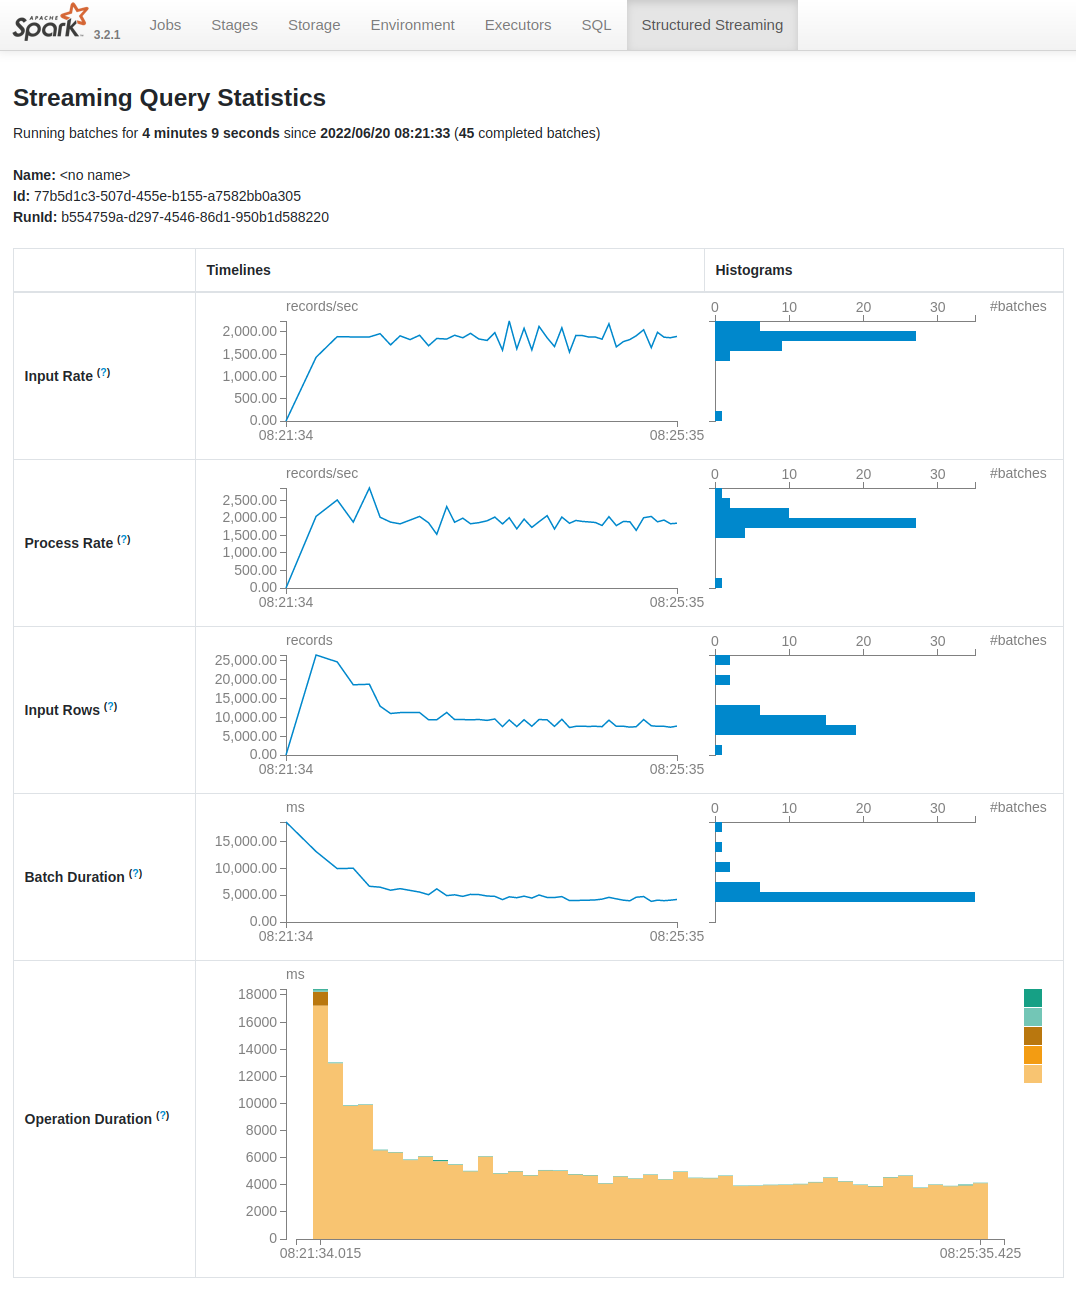 APACHE
Spark 3.2.1 Jobs Stages Storage Environment Executors SQL Structured Streaming
Streaming Query Statistics
Running batches for 4 minutes 9 seconds since 2022/06/20 08:21:33 (45 completed batches)
Name: <no name>
Id: 77b5d1c3-507d-455e-b155-a7582bb0a305
RunId: b554759a-d297-4546-86d1-950b1d588220
Timelines Histograms
Input Rate (?)
records/sec
2,000.00
1,500.00
1,000.00
500.00
0.00
08:21:34 08:25:35
0 10 20 30 #batches
Process Rate (?)
records/sec
2,500.00
2,000.00
1,500.00
1,000.00
500.00
0.00
08:21:34 08:25:35
0 10 20 30 #batches
Input Rows (?)
records
25,000.00
20,000.00
15,000.00
10,000.00
5,000.00
0.00
08:21:34 08:25:35
0 10 20 30 #batches
Batch Duration (?)
ms
15,000.00
10,000.00
5,000.00
0.00
08:21:34 08:25:35
0 10 20 30 #batches
Operation Duration (?)
ms
18000
16000
14000
12000
10000
8000
6000
4000
2000
0
08:21:34.015 08:25:35.425